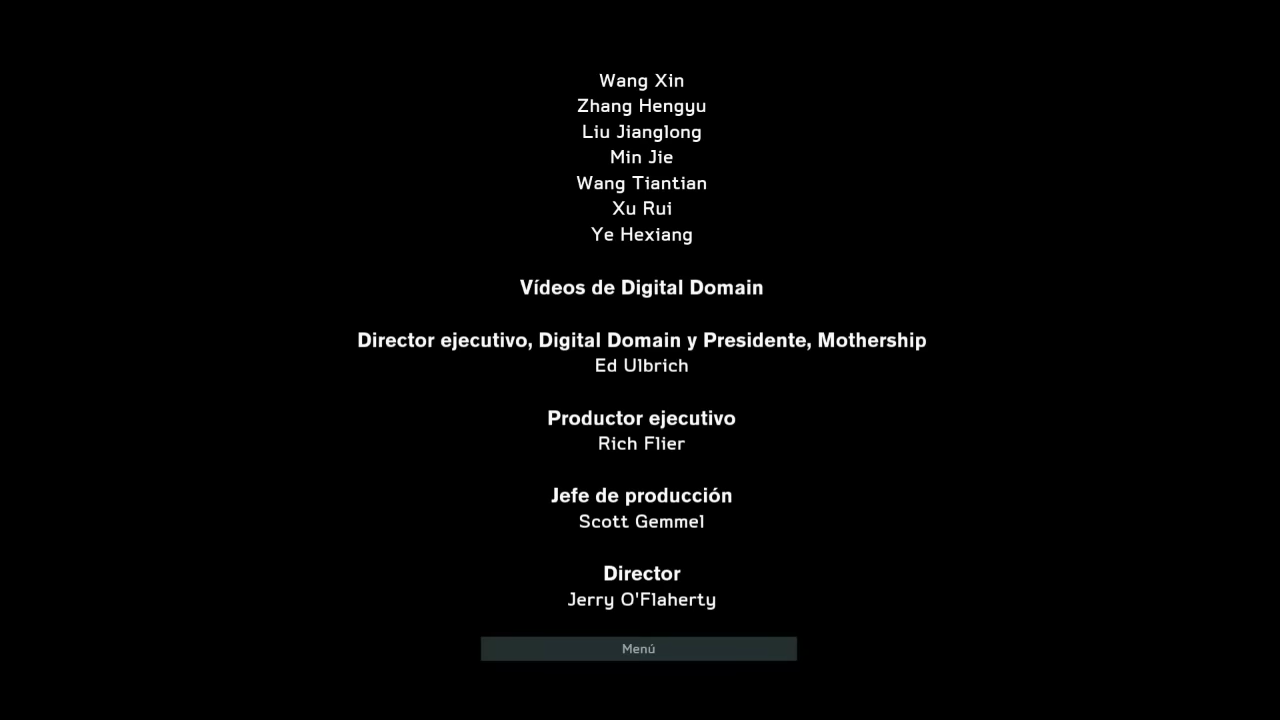 Wang Xin
Zhang Hengyu
Liu Jianglong
Min Jie
Wang Tiantian
Xu Rui
Ye Hexiang
Vídeos de Digital Domain
Director ejecutivo, Digital Domain y Presidente, Mothership
Ed Ulbrich
Productor ejecutivo
Rich Flier
Jefe de producción
Scott Gemmel
Director
Jerry O'Flaherty
Menú